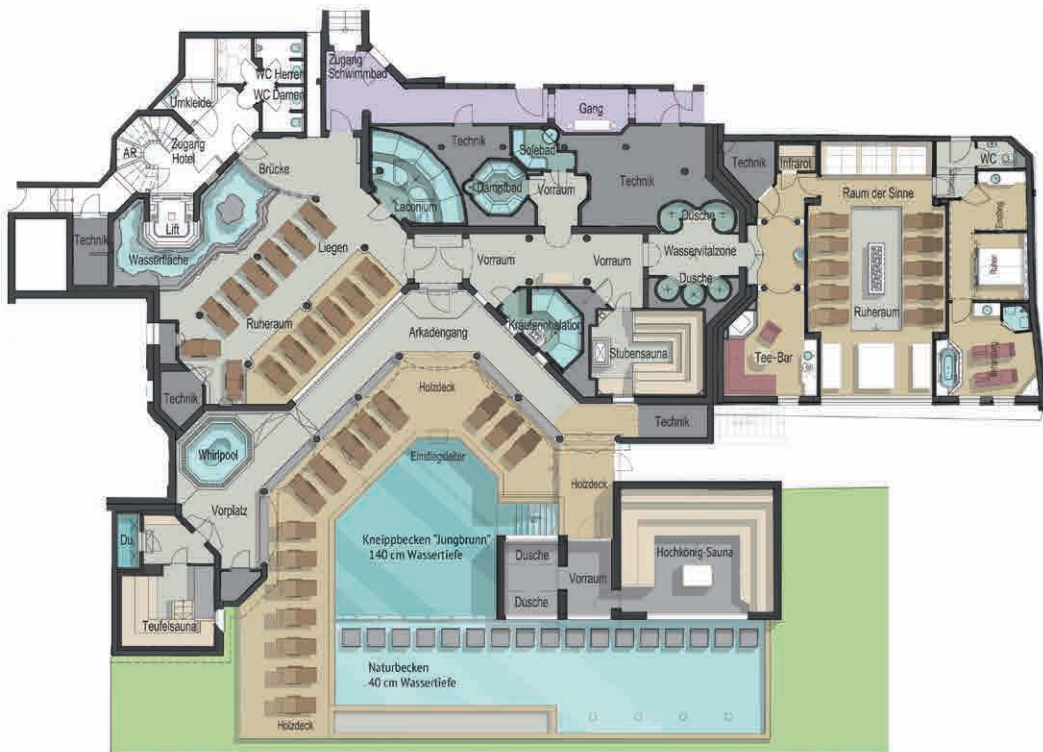 Zugang
Schwimmbad
WC Herren
WC Damen
Umkleide
Gang
AR
Zugang
Hotel
Technik
Solebad
Technik
Infrarot
WC
Brücke
Dampfbad
Vorraum
Technik
Raum der Sinne
Laconium
Dusche
Lift
Liegen
Technik
Wasserfläche
Vorraum
Vorraum
Wasservitalzone
Ruhen
Dusche
Ruheraum
Arkadengang
Kräuterinhalation
Ruheraum
Stubensauna
Tee-Bar
Holzdeck
Technik
Technik
Whirlpool
Einstiegsleiter
Holzdeck
Vorplatz
Kneippbecken "Jungbrunn"
140 cm Wassertiefe
Du.
Dusche
Vorraum
Hochkönig-Sauna
Dusche
Teufelsauna
Naturbecken
40 cm Wassertiefe
Holzdeck